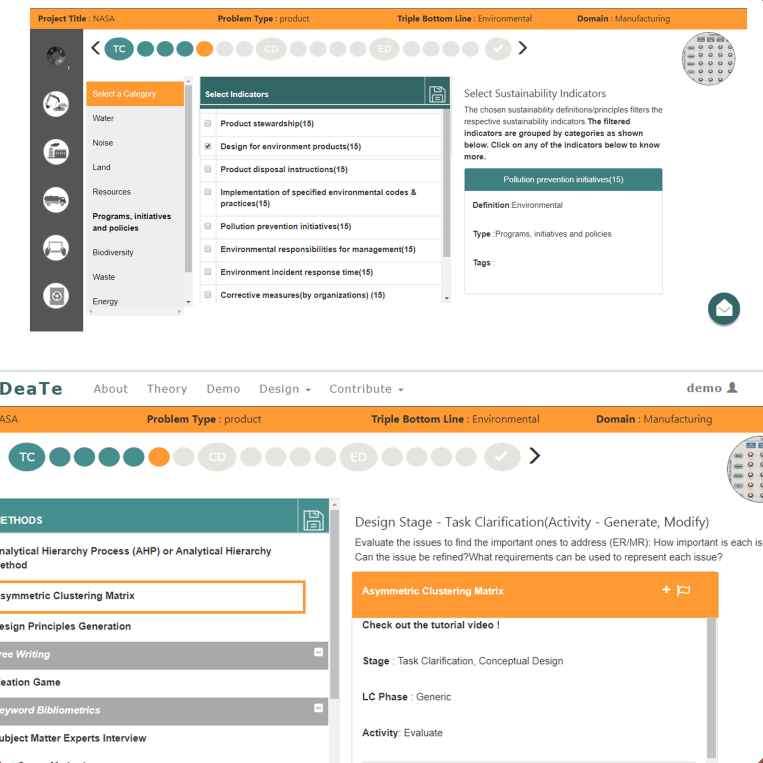 Project Title : NASA Problem Type : product Triple Bottom Line : Environmental Domain : Manufacturing
TC CD ED
Select a Category
Water
Noise
Land
Resources
Programs, initiatives
and policies
Biodiversity
Waste
Energy
Select Indicators
Product stewardship(15)
Design for environment products(15)
Product disposal instructions(15)
Implementation of specified environmental codes &
practices(15)
Pollution prevention initiatives(15)
Environmental responsibilities for management(15)
Environment incident response time(15)
Corrective measures(by organizations) (15)
Select Sustainability Indicators
The chosen sustainability definitions/principles filters the
respective sustainability indicators. The filtered
indicators are grouped by categories as shown
below. Click on any of the indicators below to know
more.
Pollution prevention initiatives(15)
Definition:Environmental
Type :Programs, initiatives and policies
Tags :
DeaTe About Theory Demo Design Contribute demo
ASA Problem Type : product Triple Bottom Line : Environmental Domain : Manufacturing
TC CD ED
ETHODS
nalytical Hierarchy Process (AHP) or Analytical Hierarchy
ethod
symmetric Clustering Matrix
esign Principles Generation
ree Writing
eation Game
eyword Bibliometrics
ubject Matter Experts Interview
Design Stage - Task Clarification(Activity - Generate, Modify)
Evaluate the issues to find the important ones to address (ER/MR): How important is each is
Can the issue be refined?What requirements can be used to represent each issue?
Asymmetric Clustering Matrix
Check out the tutorial video !
Stage : Task Clarification, Conceptual Design
LC Phase : Generic
Activity: Evaluate